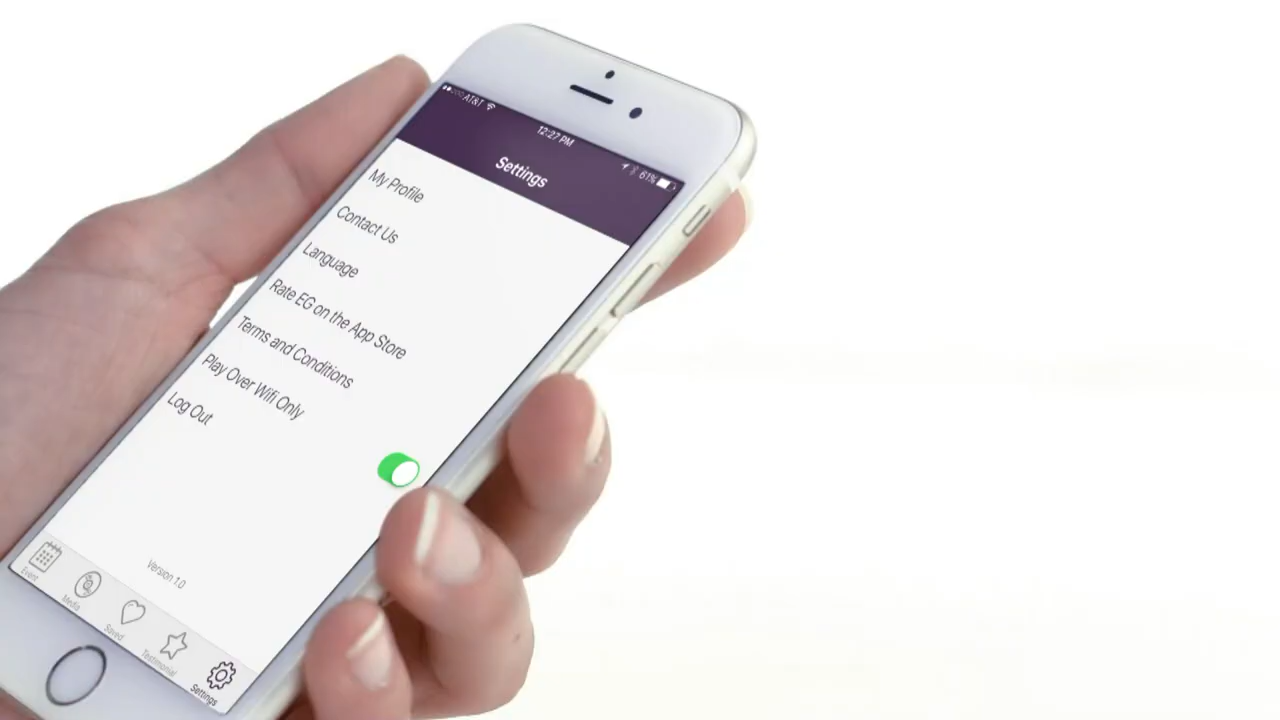 AT&T
12:27 PM
61%
Settings
My Profile
Contact Us
Language
Rate EG on the App Store
Terms and Conditions
Play Over Wifi Only
Log Out
Version 1.0
Event
Media
Saved
Testimonial
Settings